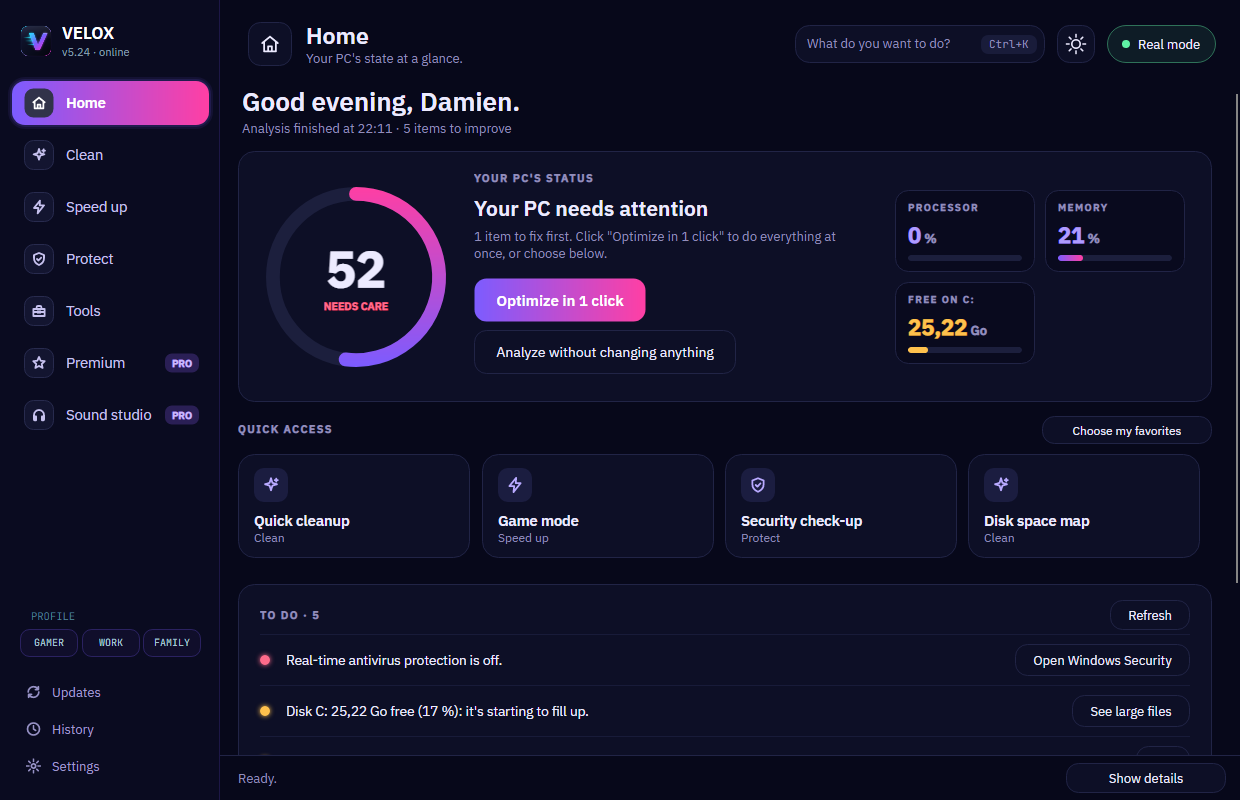 VELOX
v5.24 · online
Home
Clean
Speed up
Protect
Tools
Premium PRO
Sound studio PRO
PROFILE
GAMER WORK FAMILY
Updates
History
Settings
Home
Your PC's state at a glance.
What do you want to do? Ctrl+K
Real mode
Good evening, Damien.
Analysis finished at 22:11 · 5 items to improve
52
NEEDS CARE
YOUR PC'S STATUS
Your PC needs attention
1 item to fix first. Click "Optimize in 1 click" to do everything at
once, or choose below.
Optimize in 1 click
Analyze without changing anything
PROCESSOR
0 %
MEMORY
21 %
FREE ON C:
25,22 Go
QUICK ACCESS
Choose my favorites
Quick cleanup
Clean
Game mode
Speed up
Security check-up
Protect
Disk space map
Clean
TO DO · 5
Refresh
Real-time antivirus protection is off.
Open Windows Security
Disk C: 25,22 Go free (17 %): it's starting to fill up.
See large files
Ready.
Show details